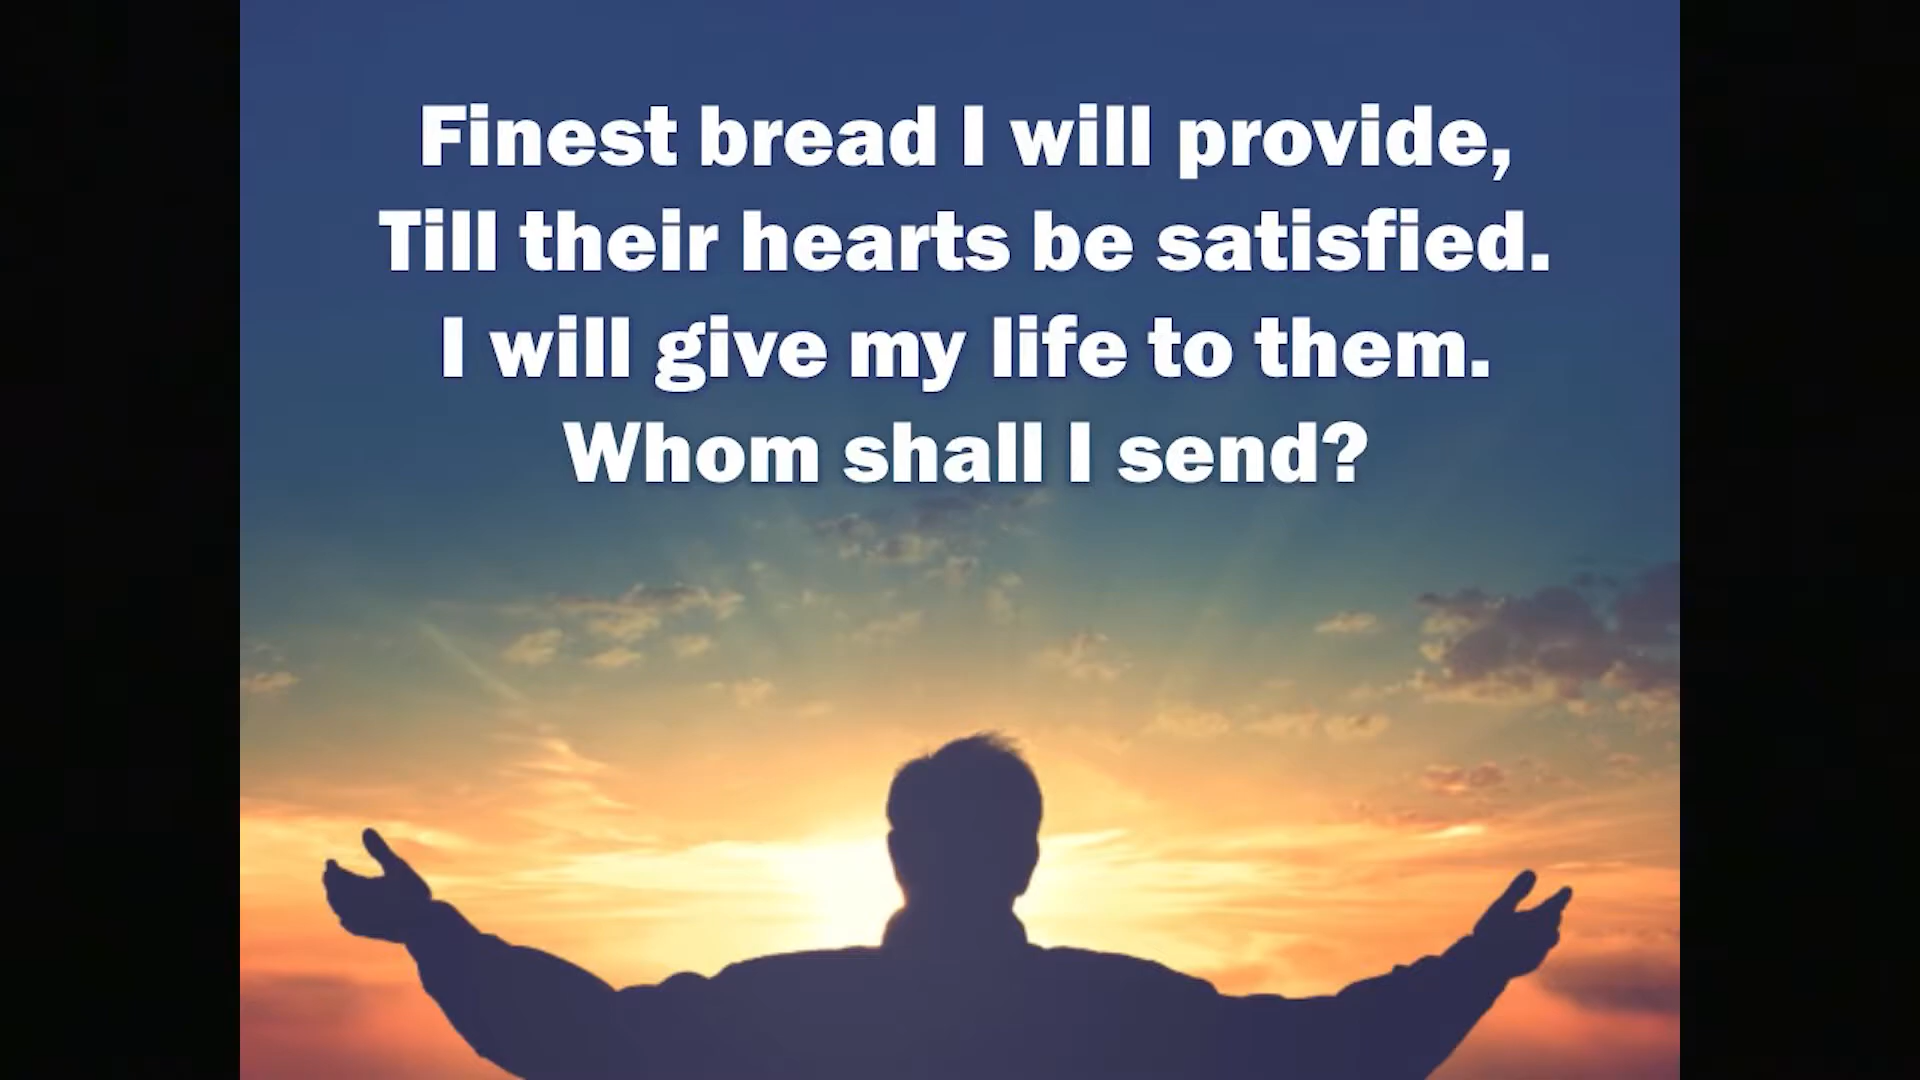 Finest bread I will provide,
Till their hearts be satisfied.
I will give my life to them.
Whom shall I send?